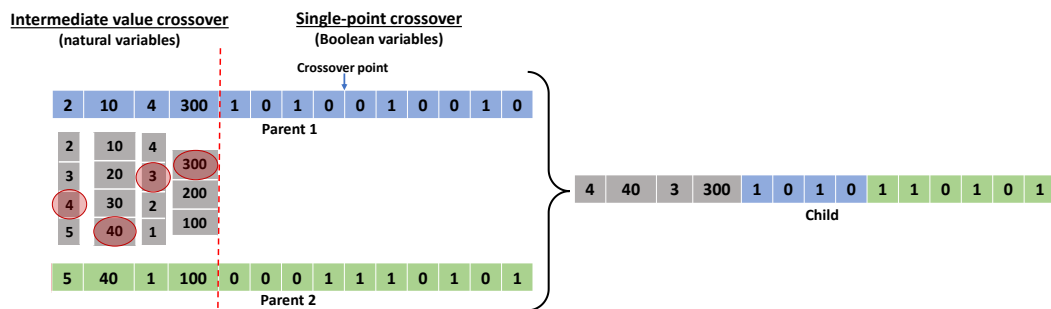 Intermediate value crossover
(natural variables)
Single-point crossover
(Boolean variables)
Crossover point
2 10 4 300 1 0 1 0 0 1 0 0 1 0
Parent 1
2 10 4
300
3 20 3
200
4 30 2
100
5 40 1
4 40 3 300 1 0 1 0 1 1 0 1 0 1
Child
5 40 1 100 0 0 0 1 1 1 0 1 0 1
Parent 2